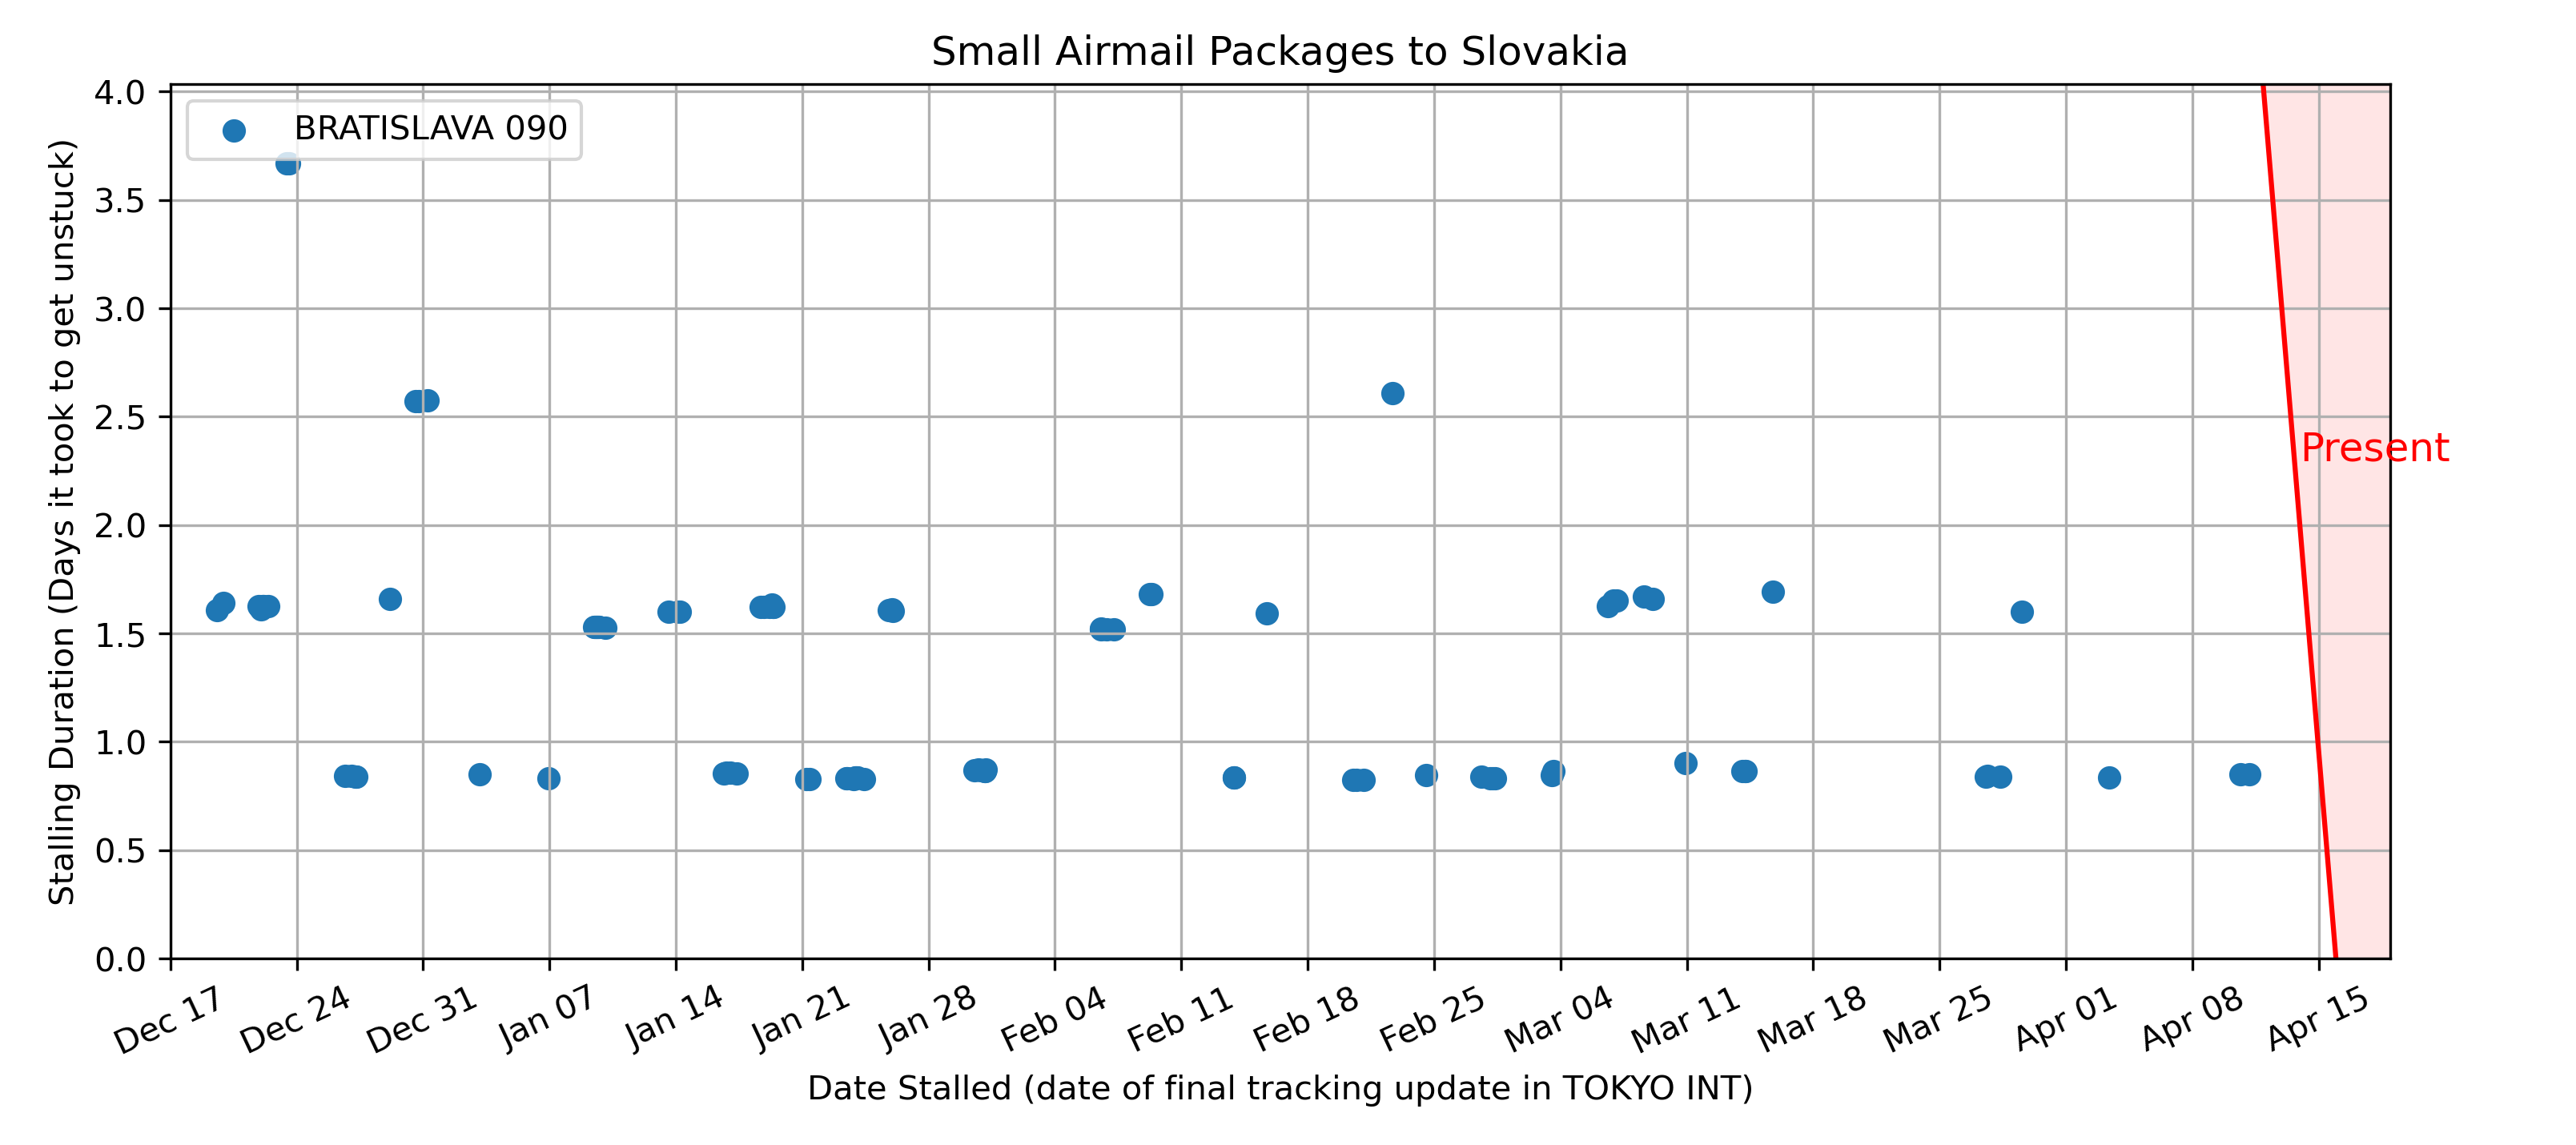 Small Airmail Packages to Slovakia
BRATISLAVA 090
Stalling Duration (Days it took to get unstuck)
4.0
3.5
3.0
2.5
2.0
1.5
1.0
0.5
0.0
Present
Dec 17 Dec 24 Dec 31 Jan 07 Jan 14 Jan 21 Jan 28 Feb 04 Feb 11 Feb 18 Feb 25 Mar 04 Mar 11 Mar 18 Mar 25 Apr 01 Apr 08 Apr 15
Date Stalled (date of final tracking update in TOKYO INT)